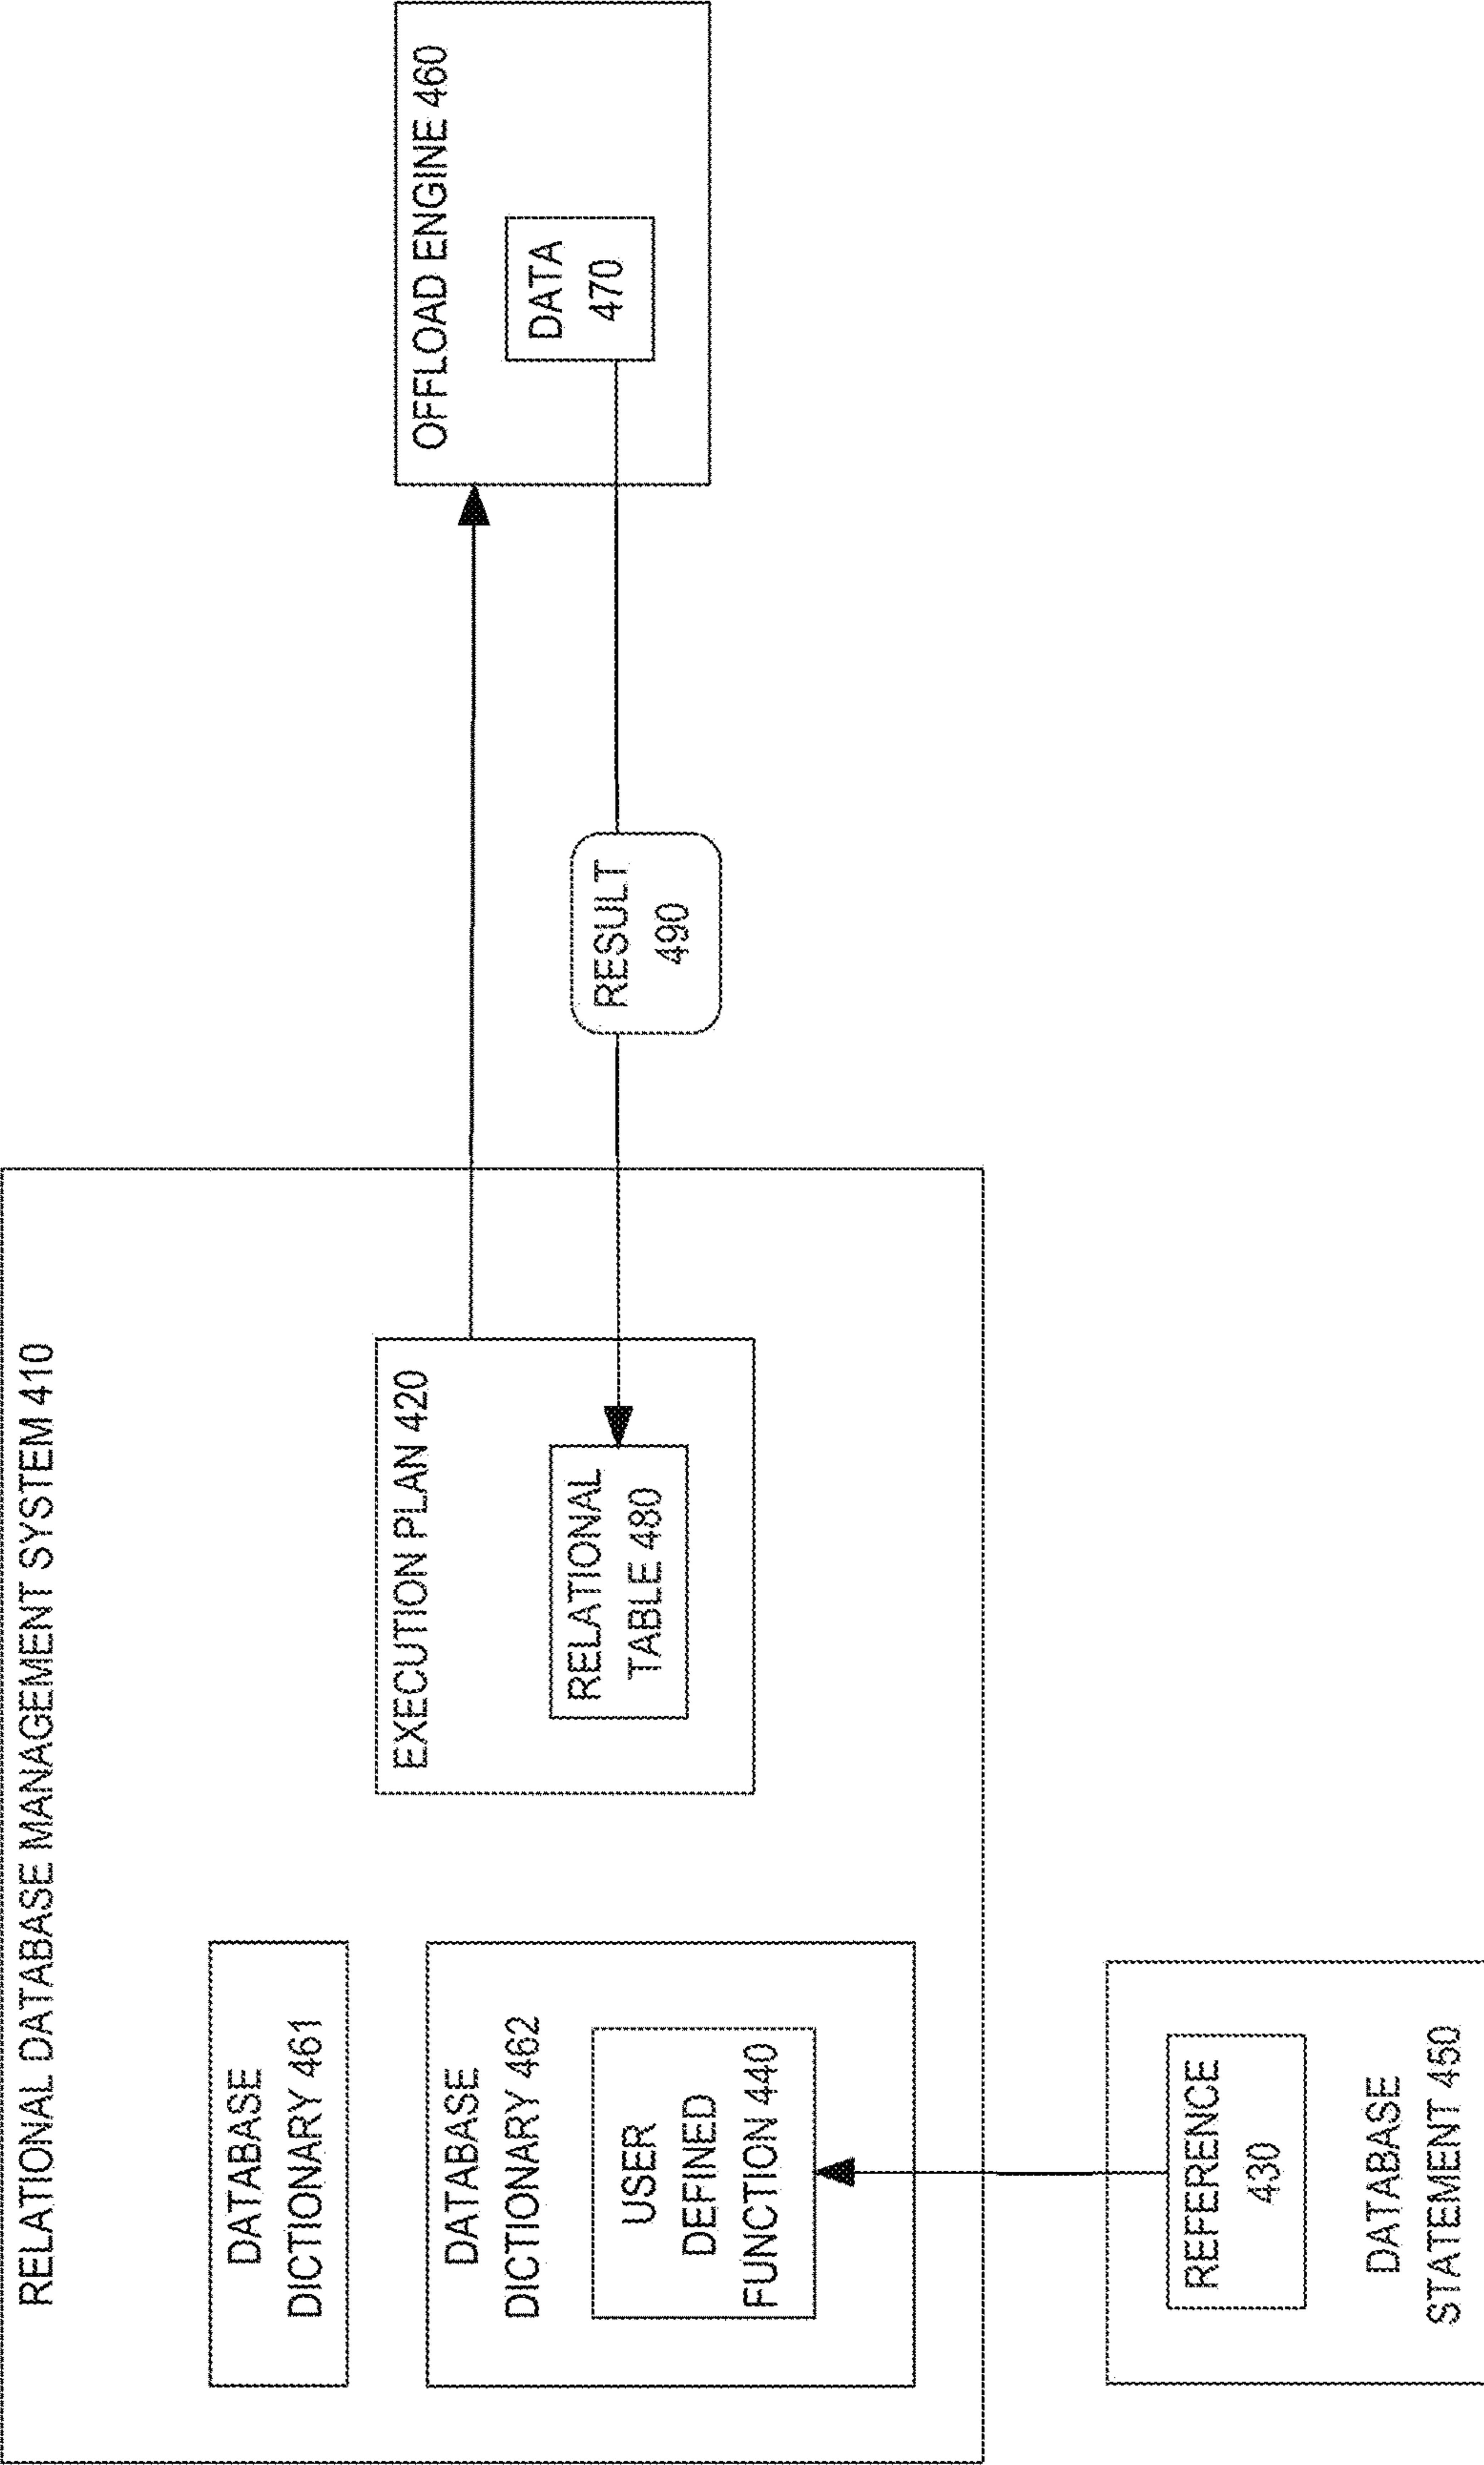 RELATIONAL DATABASE MANAGEMENT SYSTEM 410
DATABASE
DICTIONARY 461
DATABASE
DICTIONARY 462
USER
DEFINED
FUNCTION 440
EXECUTION PLAN 420
RELATIONAL
TABLE 480
RESULT
490
OFFLOAD ENGINE 460
DATA
470
REFERENCE
430
DATABASE
STATEMENT 450